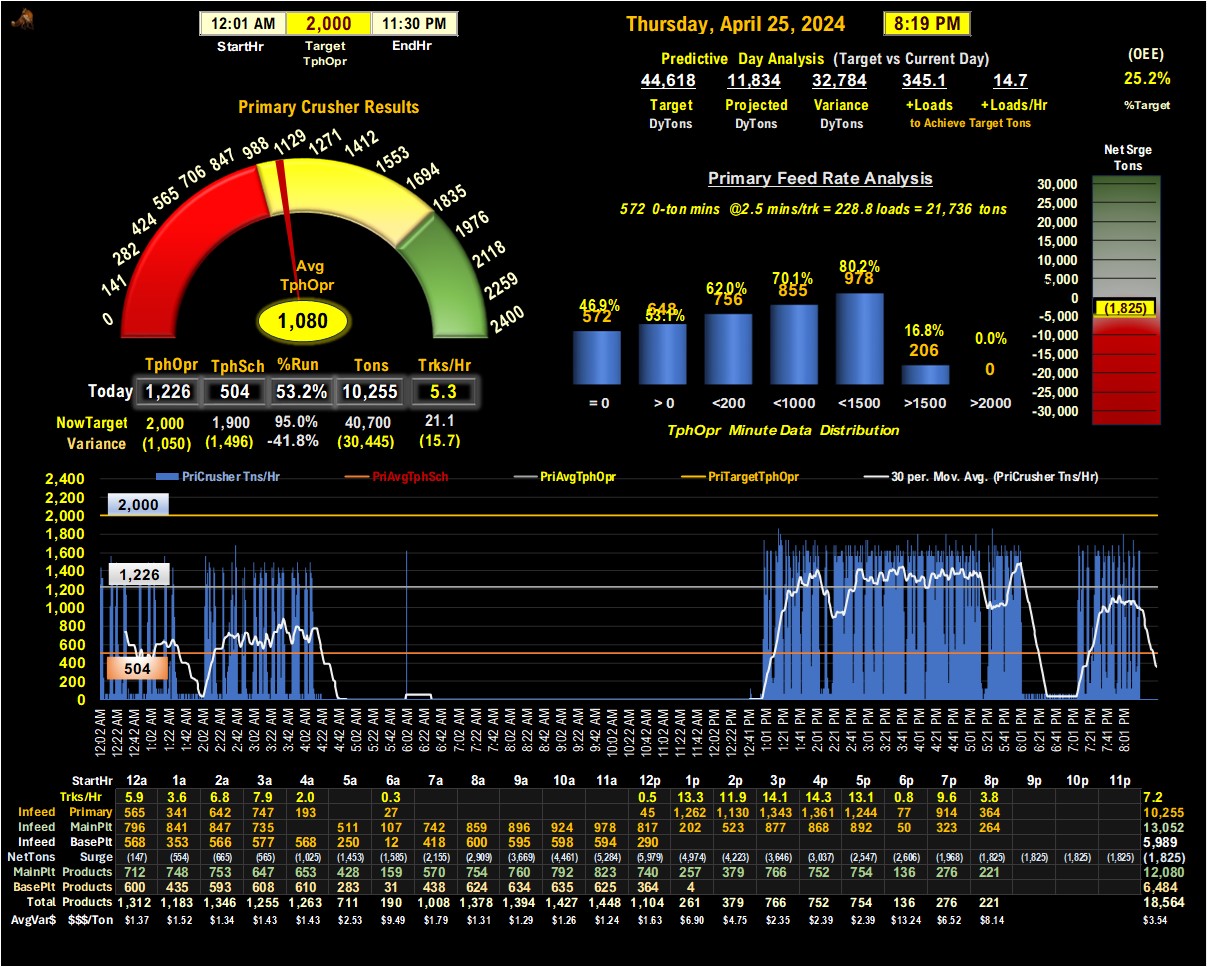 12:01 AM 2,000 11:30 PM
StartHr Target TphOpr EndHr
Thursday, April 25, 2024 8:19 PM
Predictive Day Analysis (Target vs Current Day)
44,618 11,834 32,784 345.1 14.7
Target Projected Variance +Loads +Loads/Hr
DyTons DyTons DyTons to Achieve Target Tons
(OEE)
25.2%
%Target
Primary Crusher Results
0 141 282 424 565 706 847 988 1129 1271 1412 1553 1694 1835 1976 2118 2259 2400
Avg
TphOpr
1,080
TphOpr TphSch %Run Tons Trks/Hr
Today 1,226 504 53.2% 10,255 5.3
NowTarget 2,000 1,900 95.0% 40,700 21.1
Variance (1,050) (1,496) -41.8% (30,445) (15.7)
Primary Feed Rate Analysis
572 0-ton mins @2.5 mins/trk = 228.8 loads = 21,736 tons
46.9% 53.1% 62.0% 70.1% 80.2% 16.8% 0.0%
572 648 756 855 978 206 0
= 0 > 0 <200 <1000 <1500 >1500 >2000
TphOpr Minute Data Distribution
Net Srge
Tons
30,000
25,000
20,000
15,000
10,000
5,000
0
(1,825)
-5,000
-10,000
-15,000
-20,000
-25,000
-30,000
PriCrusher Tns/Hr PriAvgTphSch PriAvgTphOpr PriTargetTphOpr 30 per. Mov. Avg. (PriCrusher Tns/Hr)
2,400
2,200
2,000
1,800
1,600
1,400
1,200
1,000
800
600
400
200
0
2,000
1,226
504
12:02 AM 12:22 AM 12:42 AM 1:02 AM 1:22 AM 1:42 AM 2:02 AM 2:22 AM 2:42 AM 3:02 AM 3:22 AM 3:42 AM 4:02 AM 4:22 AM 4:42 AM 5:02 AM 5:22 AM 5:42 AM 6:02 AM 6:22 AM 6:42 AM 7:02 AM 7:22 AM 7:42 AM 8:02 AM 8:22 AM 8:42 AM 9:02 AM 9:22 AM 9:42 AM 10:02 AM 10:22 AM 10:42 AM 11:02 AM 11:22 AM 11:42 AM 12:02 PM 12:22 PM 12:41 PM 1:01 PM 1:21 PM 1:41 PM 2:01 PM 2:21 PM 2:41 PM 3:01 PM 3:21 PM 3:41 PM 4:01 PM 4:21 PM 4:41 PM 5:01 PM 5:21 PM 5:41 PM 6:01 PM 6:21 PM 6:41 PM 7:01 PM 7:21 PM 7:41 PM 8:01 PM
StartHr 12a 1a 2a 3a 4a 5a 6a 7a 8a 9a 10a 11a 12p 1p 2p 3p 4p 5p 6p 7p 8p 9p 10p 11p
Trks/Hr 5.9 3.6 6.8 7.9 2.0 0.3 0.5 13.3 11.9 14.1 14.3 13.1 0.8 9.6 3.8 7.2
Infeed Primary 565 341 642 747 193 27 45 1,262 1,130 1,343 1,361 1,244 77 914 364 10,255
Infeed MainPlt 796 841 847 735 511 107 742 859 896 924 978 817 202 523 877 868 892 50 323 264 13,052
Infeed BasePlt 568 353 566 577 568 250 12 418 600 595 598 594 290 5,989
NetTons Surge (147) (554) (665) (565) (1,025) (1,453) (1,585) (2,155) (2,909) (3,669) (4,461) (5,284) (5,979) (4,974) (4,223) (3,646) (3,037) (2,547) (2,606) (1,968) (1,825) (1,825) (1,825) (1,825) (1,825)
MainPlt Products 712 748 753 647 653 428 159 570 754 760 792 823 740 257 379 766 752 754 136 276 221 12,080
BasePlt Products 600 435 593 608 610 283 31 438 624 634 635 625 364 4 6,484
Total Products 1,312 1,183 1,346 1,255 1,263 711 190 1,008 1,378 1,394 1,427 1,448 1,104 261 379 766 752 754 136 276 221 18,564
AvgVar$ $$$/Ton $1.37 $1.52 $1.34 $1.43 $1.43 $2.53 $9.49 $1.79 $1.31 $1.29 $1.26 $1.24 $1.63 $6.90 $4.75 $2.35 $2.39 $2.39 $13.24 $6.52 $8.14 $3.54